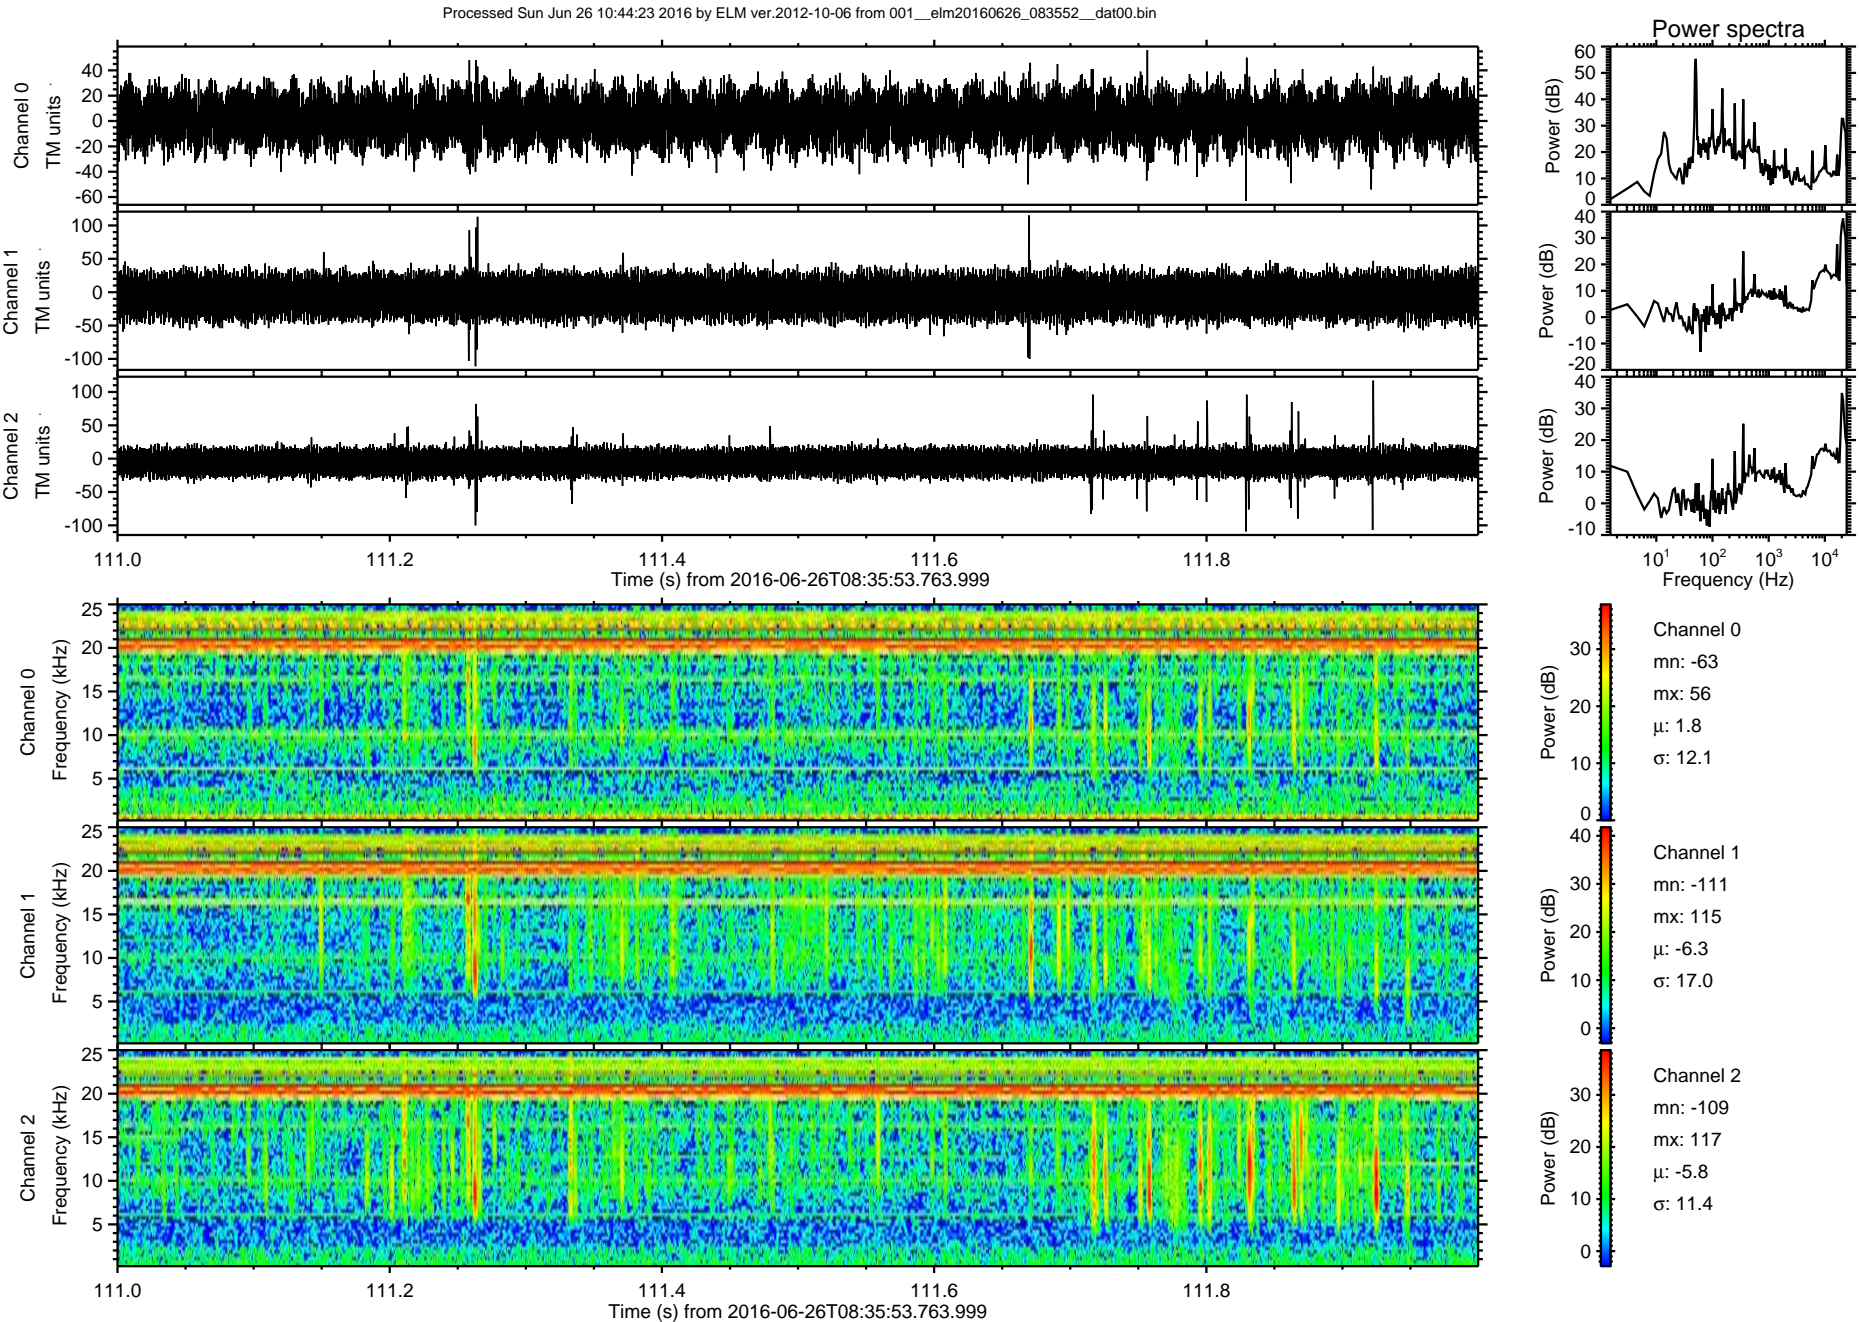 Processed Sun Jun 26 10:44:23 2016 by ELM ver.2012-10-06 from 001__elm20160626_083552__dat00.bin
Power spectra
Channel 0
TM units
40
20
0
-20
-40
-60
Power (dB)
60
50
40
30
20
10
0
Channel 1
TM units
100
50
0
-50
-100
Power (dB)
40
30
20
10
0
-10
-20
Channel 2
TM units
100
50
0
-50
-100
Power (dB)
40
30
20
10
0
-10
111.0 111.2 111.4 111.6 111.8
Time (s) from 2016-06-26T08:35:53.763.999
10¹ 10² 10³ 10⁴
Frequency (Hz)
Channel 0
Frequency (kHz)
25
20
15
10
5
Power (dB)
30
20
10
0
Channel 0
mn: -63
mx: 56
µ: 1.8
σ: 12.1
Channel 1
Frequency (kHz)
25
20
15
10
5
Power (dB)
40
30
20
10
0
Channel 1
mn: -111
mx: 115
µ: -6.3
σ: 17.0
Channel 2
Frequency (kHz)
25
20
15
10
5
Power (dB)
30
20
10
0
Channel 2
mn: -109
mx: 117
µ: -5.8
σ: 11.4
111.0 111.2 111.4 111.6 111.8
Time (s) from 2016-06-26T08:35:53.763.999